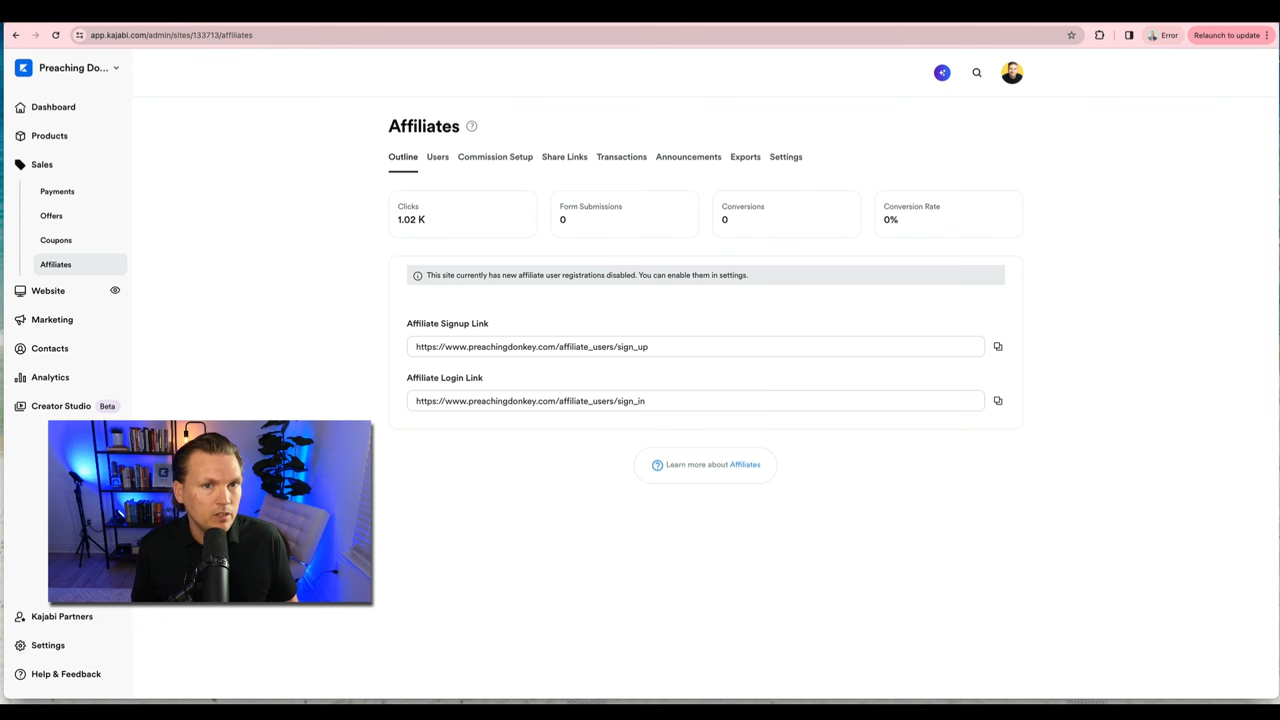 app.kajabi.com/admin/sites/133713/affiliates
Error
Relaunch to update
Preaching Do...
Dashboard
Products
Sales
Payments
Offers
Coupons
Affiliates
Website
Marketing
Contacts
Analytics
Creator Studio Beta
Kajabi Partners
Settings
Help & Feedback
Affiliates
Outline Users Commission Setup Share Links Transactions Announcements Exports Settings
Clicks
1.02 K
Form Submissions
0
Conversions
0
Conversion Rate
0%
This site currently has new affiliate user registrations disabled. You can enable them in settings.
Affiliate Signup Link
https://www.preachingdonkey.com/affiliate_users/sign_up
Affiliate Login Link
https://www.preachingdonkey.com/affiliate_users/sign_in
Learn more about Affiliates